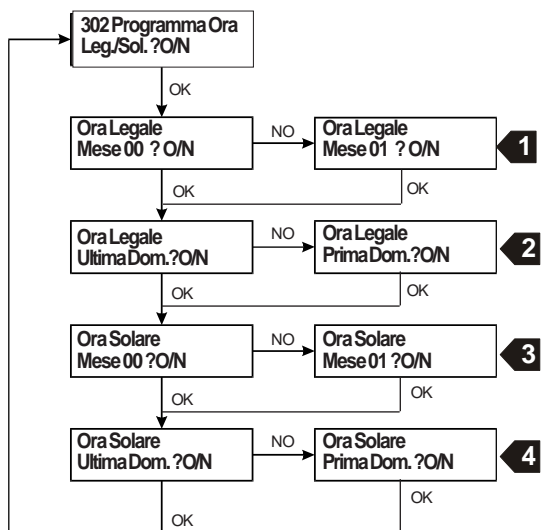 302 Programma Ora
Leg./Sol. ?O/N
OK
Ora Legale
Mese 00 ? O/N
NO
Ora Legale
Mese 01 ? O/N
1
OK
OK
Ora Legale
Ultima Dom.?O/N
NO
Ora Legale
Prima Dom.?O/N
2
OK
OK
Ora Solare
Mese 00 ?O/N
NO
Ora Solare
Mese 01 ?O/N
3
OK
OK
Ora Solare
Ultima Dom. ?O/N
NO
Ora Solare
Prima Dom. ?O/N
4
OK
OK